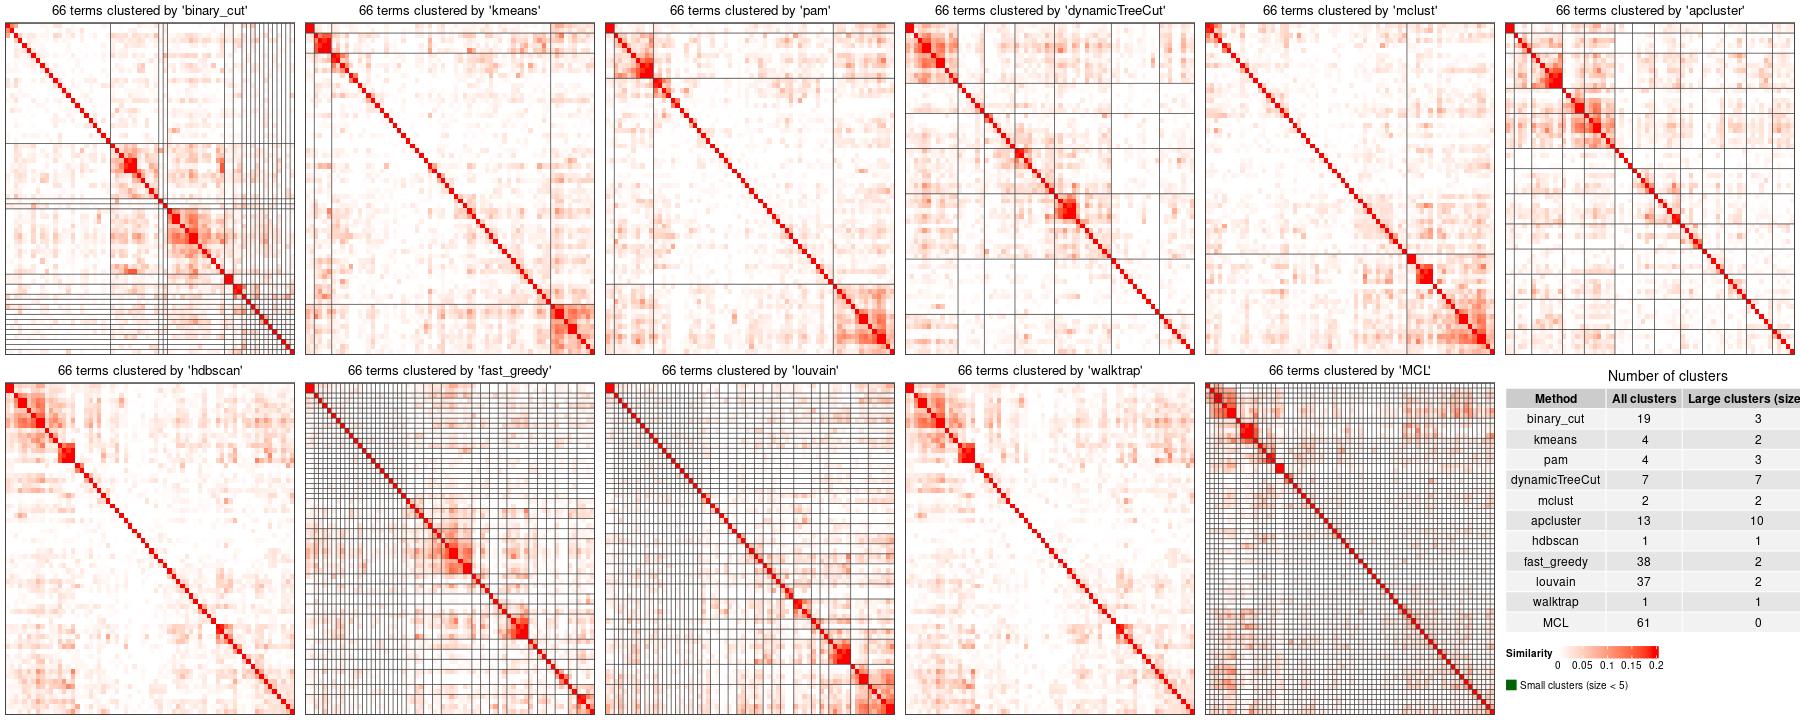 66 terms clustered by 'binary_cut'
66 terms clustered by 'kmeans'
66 terms clustered by 'pam'
66 terms clustered by 'dynamicTreeCut'
66 terms clustered by 'mclust'
66 terms clustered by 'apcluster'
66 terms clustered by 'hdbscan'
66 terms clustered by 'fast_greedy'
66 terms clustered by 'louvain'
66 terms clustered by 'walktrap'
66 terms clustered by 'MCL'
Number of clusters
Method All clusters Large clusters (size
binary_cut 19 3
kmeans 4 2
pam 4 3
dynamicTreeCut 7 7
mclust 2 2
apcluster 13 10
hdbscan 1 1
fast_greedy 38 2
louvain 37 2
walktrap 1 1
MCL 61 0
Similarity
0 0.05 0.1 0.15 0.2
Small clusters (size < 5)